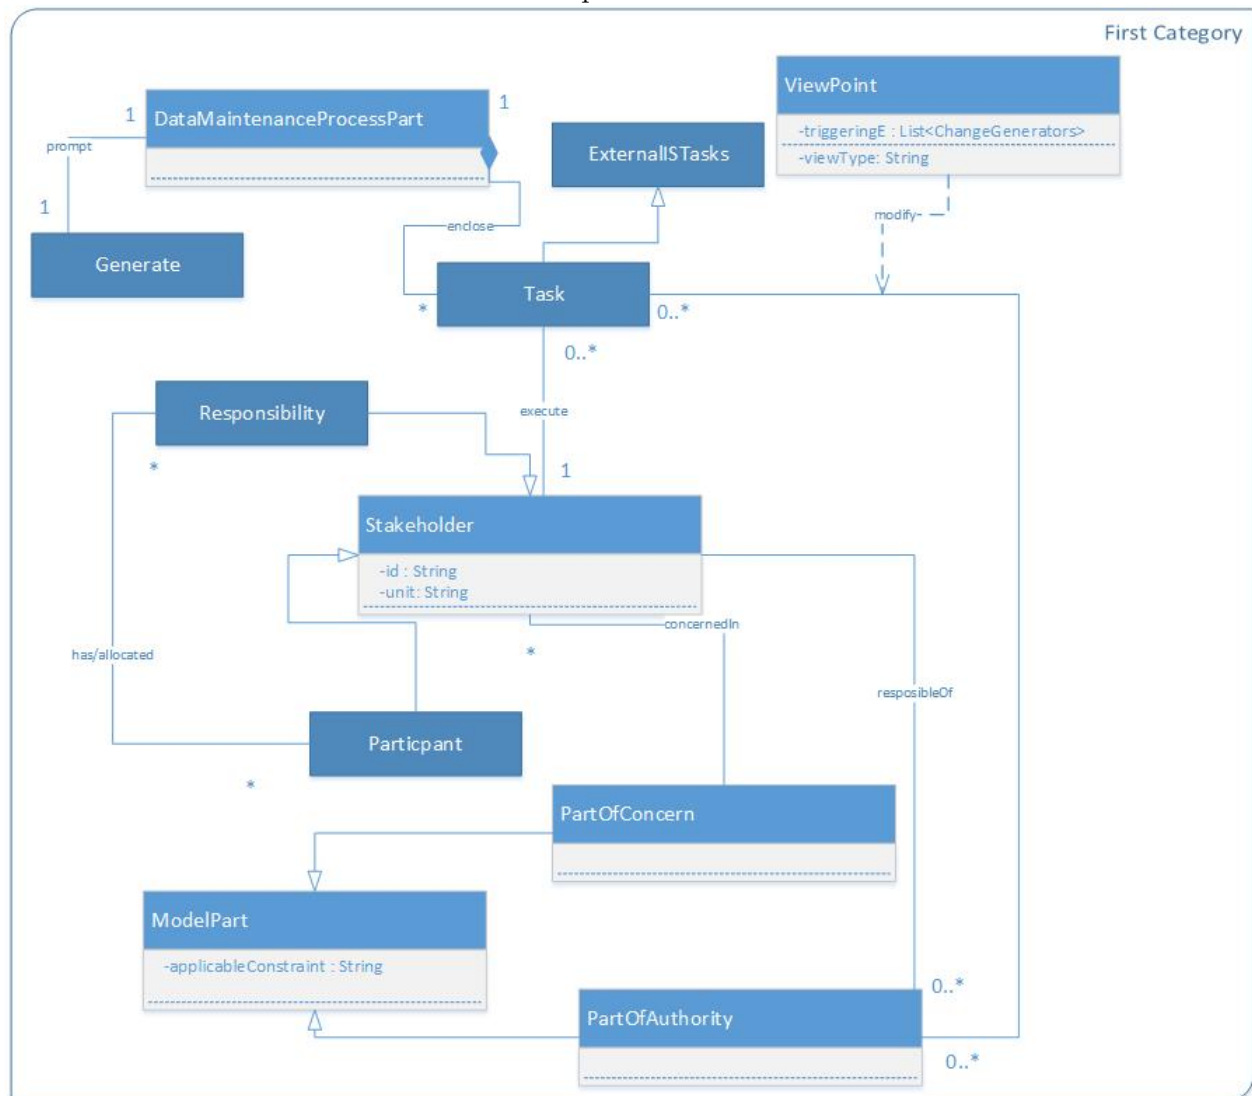 First Category
ViewPoint
-triggeringE : List<ChangeGenerators>
-viewType: String
1
DataMaintenanceProcessPart
1
prompt
ExternalISTasks
1
modify
enclose
Generate
Task
*
0..*
0..*
Responsibility
execute
*
1
Stakeholder
-id : String
-unit: String
concernedIn
*
has/allocated
resposibleOf
Particpant
*
PartOfConcern
ModelPart
-applicableConstraint : String
0..*
PartOfAuthority
0..*